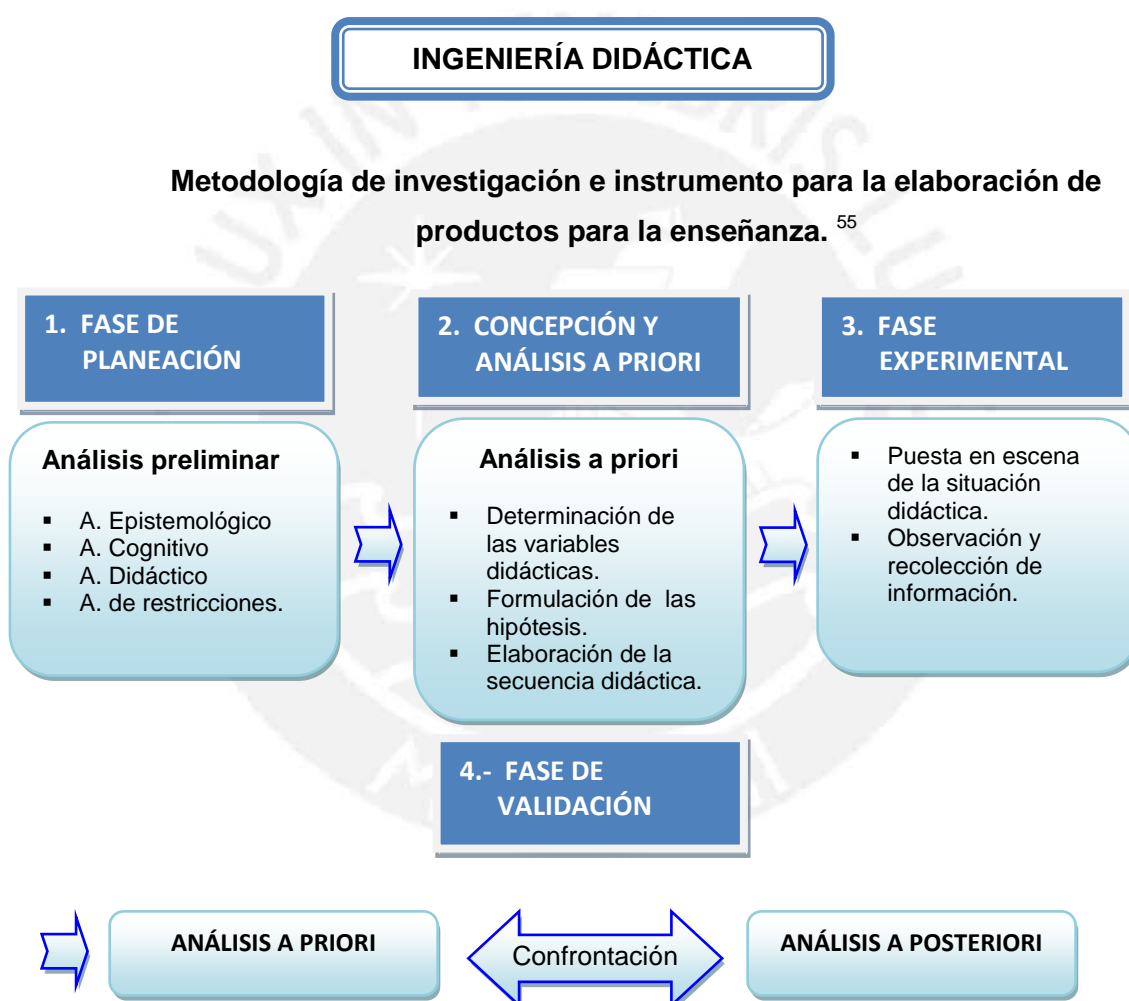 INGENIERÍA DIDÁCTICA
Metodología de investigación e instrumento para la elaboración de
productos para la enseñanza. 55
1. FASE DE
PLANEACIÓN
Análisis preliminar
▪ A. Epistemológico
▪ A. Cognitivo
▪ A. Didáctico
▪ A. de restricciones.
2. CONCEPCIÓN Y
ANÁLISIS A PRIORI
Análisis a priori
▪ Determinación de
las variables
didácticas.
▪ Formulación de las
hipótesis.
▪ Elaboración de la
secuencia didáctica.
3. FASE
EXPERIMENTAL
▪ Puesta en escena
de la situación
didáctica.
▪ Observación y
recolección de
información.
4.- FASE DE
VALIDACIÓN
ANÁLISIS A PRIORI
Confrontación
ANÁLISIS A POSTERIORI